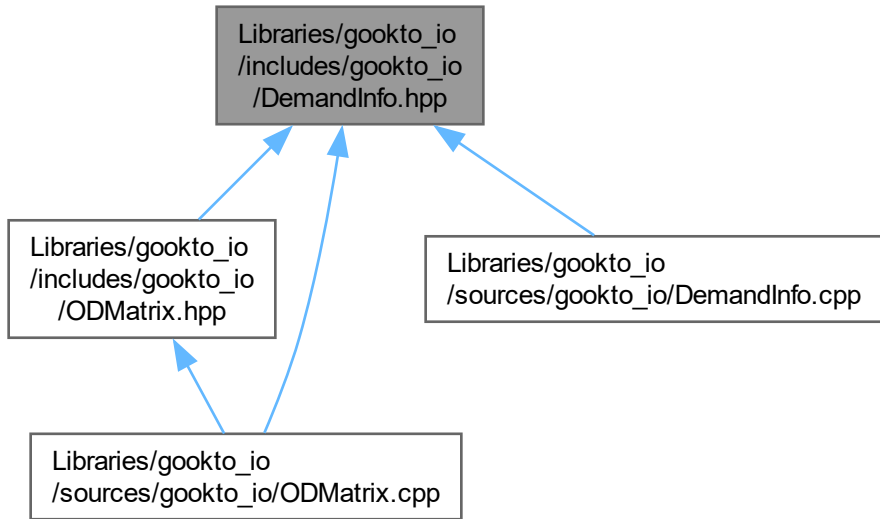 Libraries/gookto_io
/includes/gookto_io
/DemandInfo.hpp
Libraries/gookto_io
/includes/gookto_io
/ODMatrix.hpp
Libraries/gookto_io
/sources/gookto_io/DemandInfo.cpp
Libraries/gookto_io
/sources/gookto_io/ODMatrix.cpp